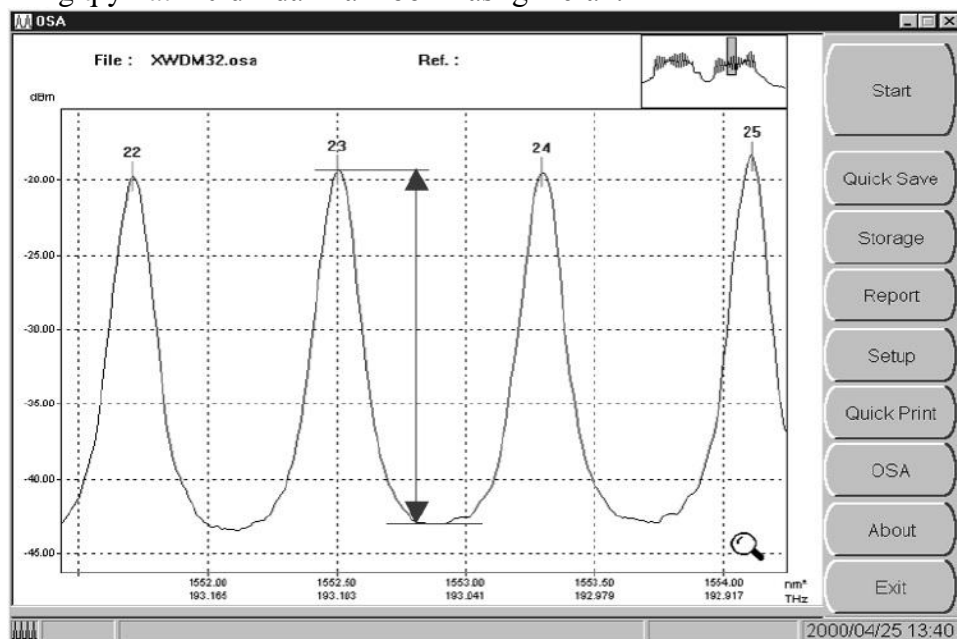 OSA
File : XWDM32.osa Ref. :
dBm
22 23 24 25
-20.00
-25.00
-30.00
-35.00
-40.00
-45.00
1552.00 1552.50 1553.00 1553.50 1554.00 nm*
193.165 193.103 193.041 192.979 192.917 THz
Start
Quick Save
Storage
Report
Setup
Quick Print
OSA
About
Exit
2000/04/25 13:40